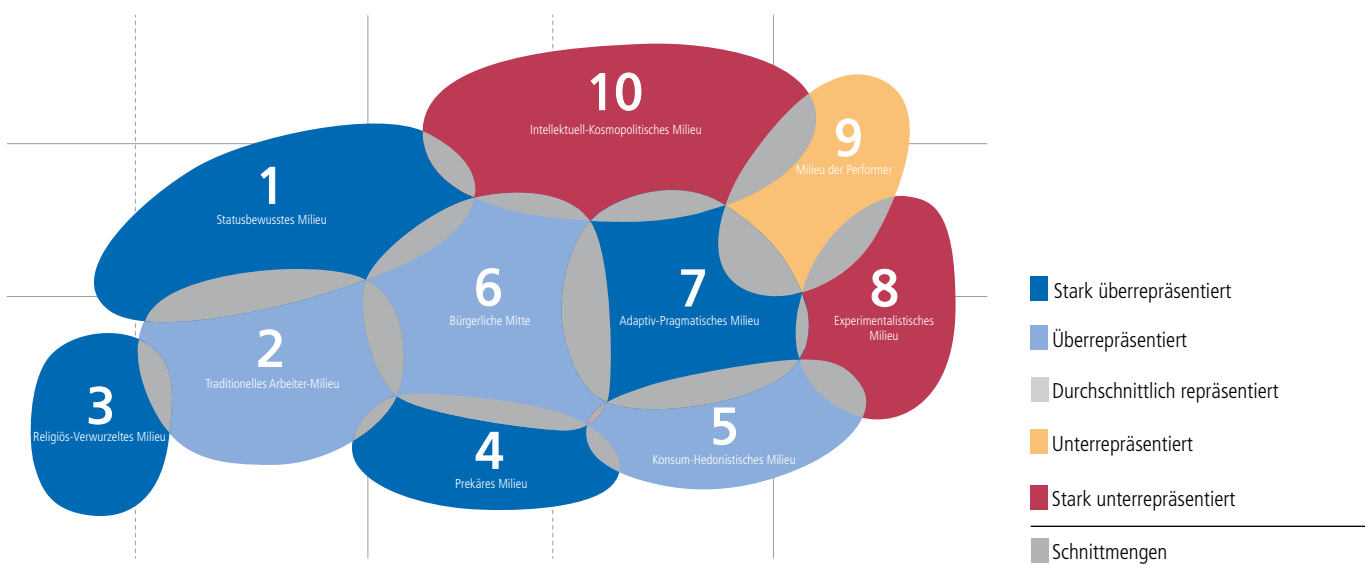 10
Intellektuell-Kosmopolitisches Milieu
9
Milieu der Performer
1
Statusbewusstes Milieu
6
Bürgerliche Mitte
7
Adaptiv-Pragmatisches Milieu
8
Experimentalistisches
Milieu
2
Traditionelles Arbeiter-Milieu
3
Religiös-Verwurzeltes Milieu
4
Prekäres Milieu
5
Konsum-Hedonistisches Milieu
Stark überrepräsentiert
Überrepräsentiert
Durchschnittlich repräsentiert
Unterrepräsentiert
Stark unterrepräsentiert
Schnittmengen